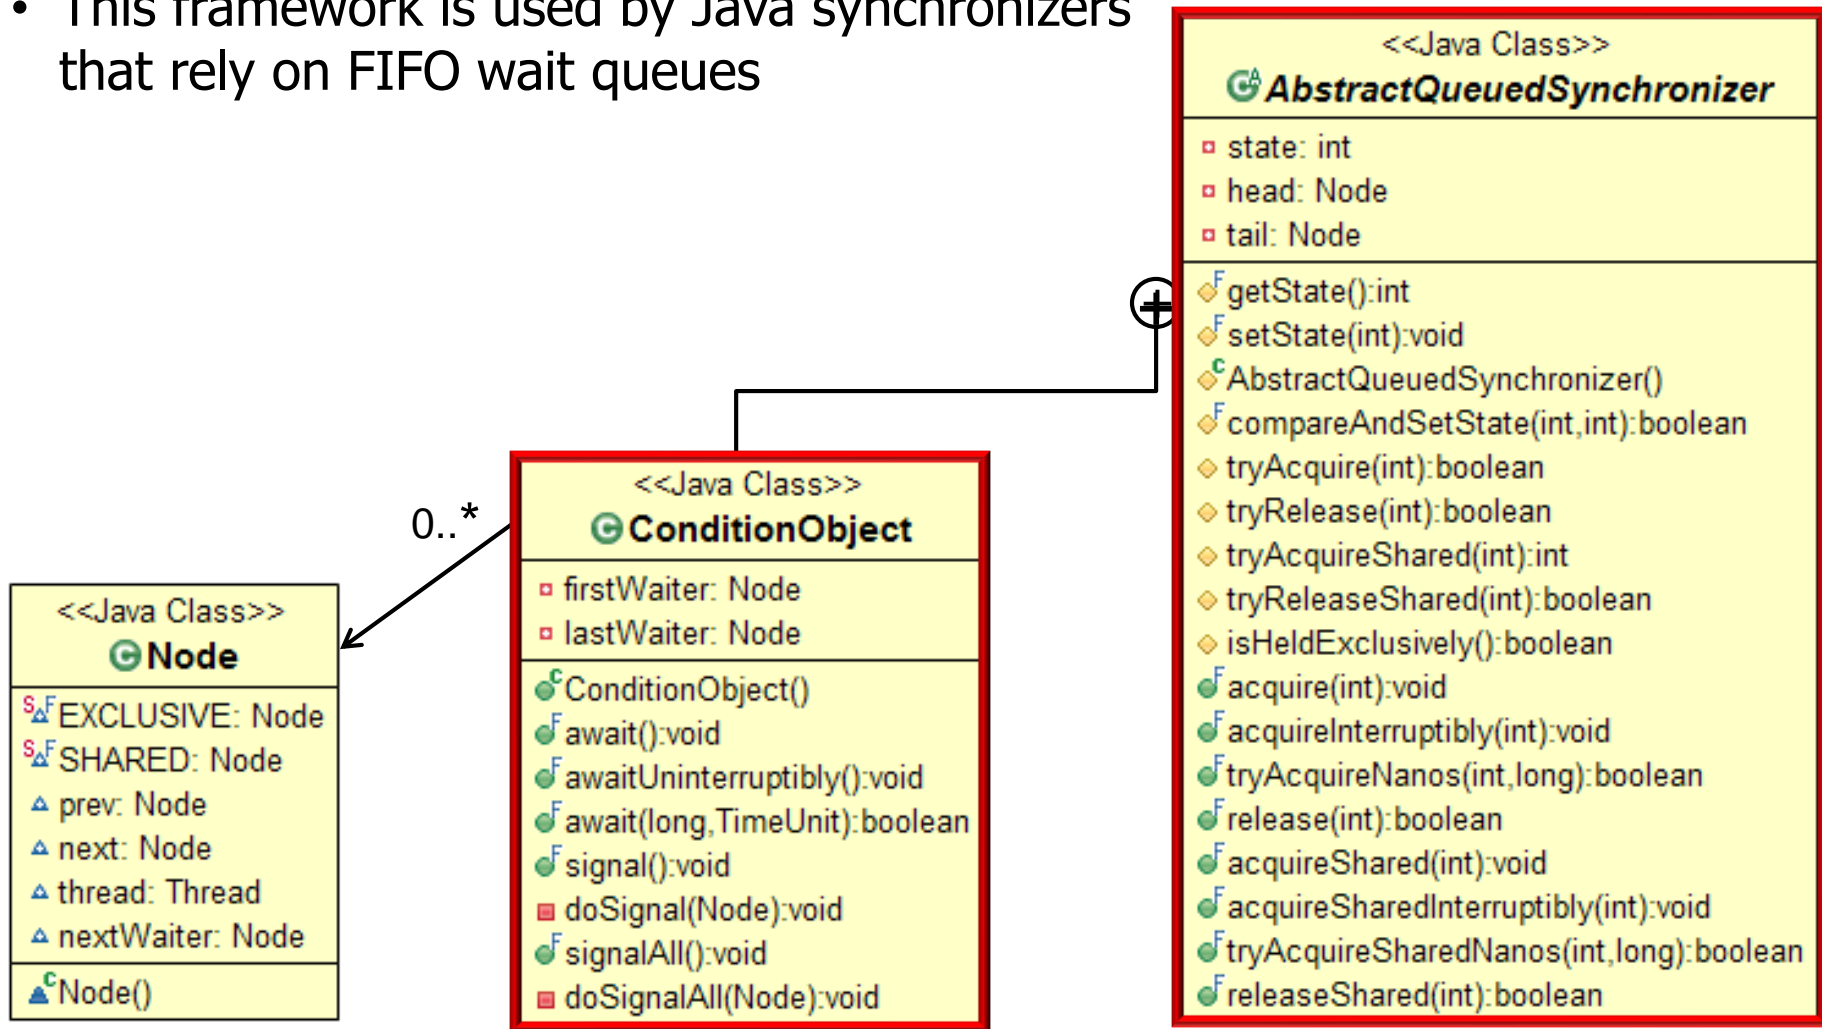 • This framework is used by Java synchronizers
that rely on FIFO wait queues
<<Java Class>>
AbstractQueuedSynchronizer
state: int
head: Node
tail: Node
getState():int
setState(int):void
AbstractQueuedSynchronizer()
compareAndSetState(int,int):boolean
tryAcquire(int):boolean
tryRelease(int):boolean
tryAcquireShared(int):int
tryReleaseShared(int):boolean
isHeldExclusively():boolean
acquire(int):void
acquireInterruptibly(int):void
tryAcquireNanos(int,long):boolean
release(int):boolean
acquireShared(int):void
acquireSharedInterruptibly(int):void
tryAcquireSharedNanos(int,long):boolean
releaseShared(int):boolean
<<Java Class>>
ConditionObject
firstWaiter: Node
lastWaiter: Node
ConditionObject()
await():void
awaitUninterruptibly():void
await(long,TimeUnit):boolean
signal():void
doSignal(Node):void
signalAll():void
doSignalAll(Node):void
0..*
<<Java Class>>
Node
EXCLUSIVE: Node
SHARED: Node
prev: Node
next: Node
thread: Thread
nextWaiter: Node
Node()